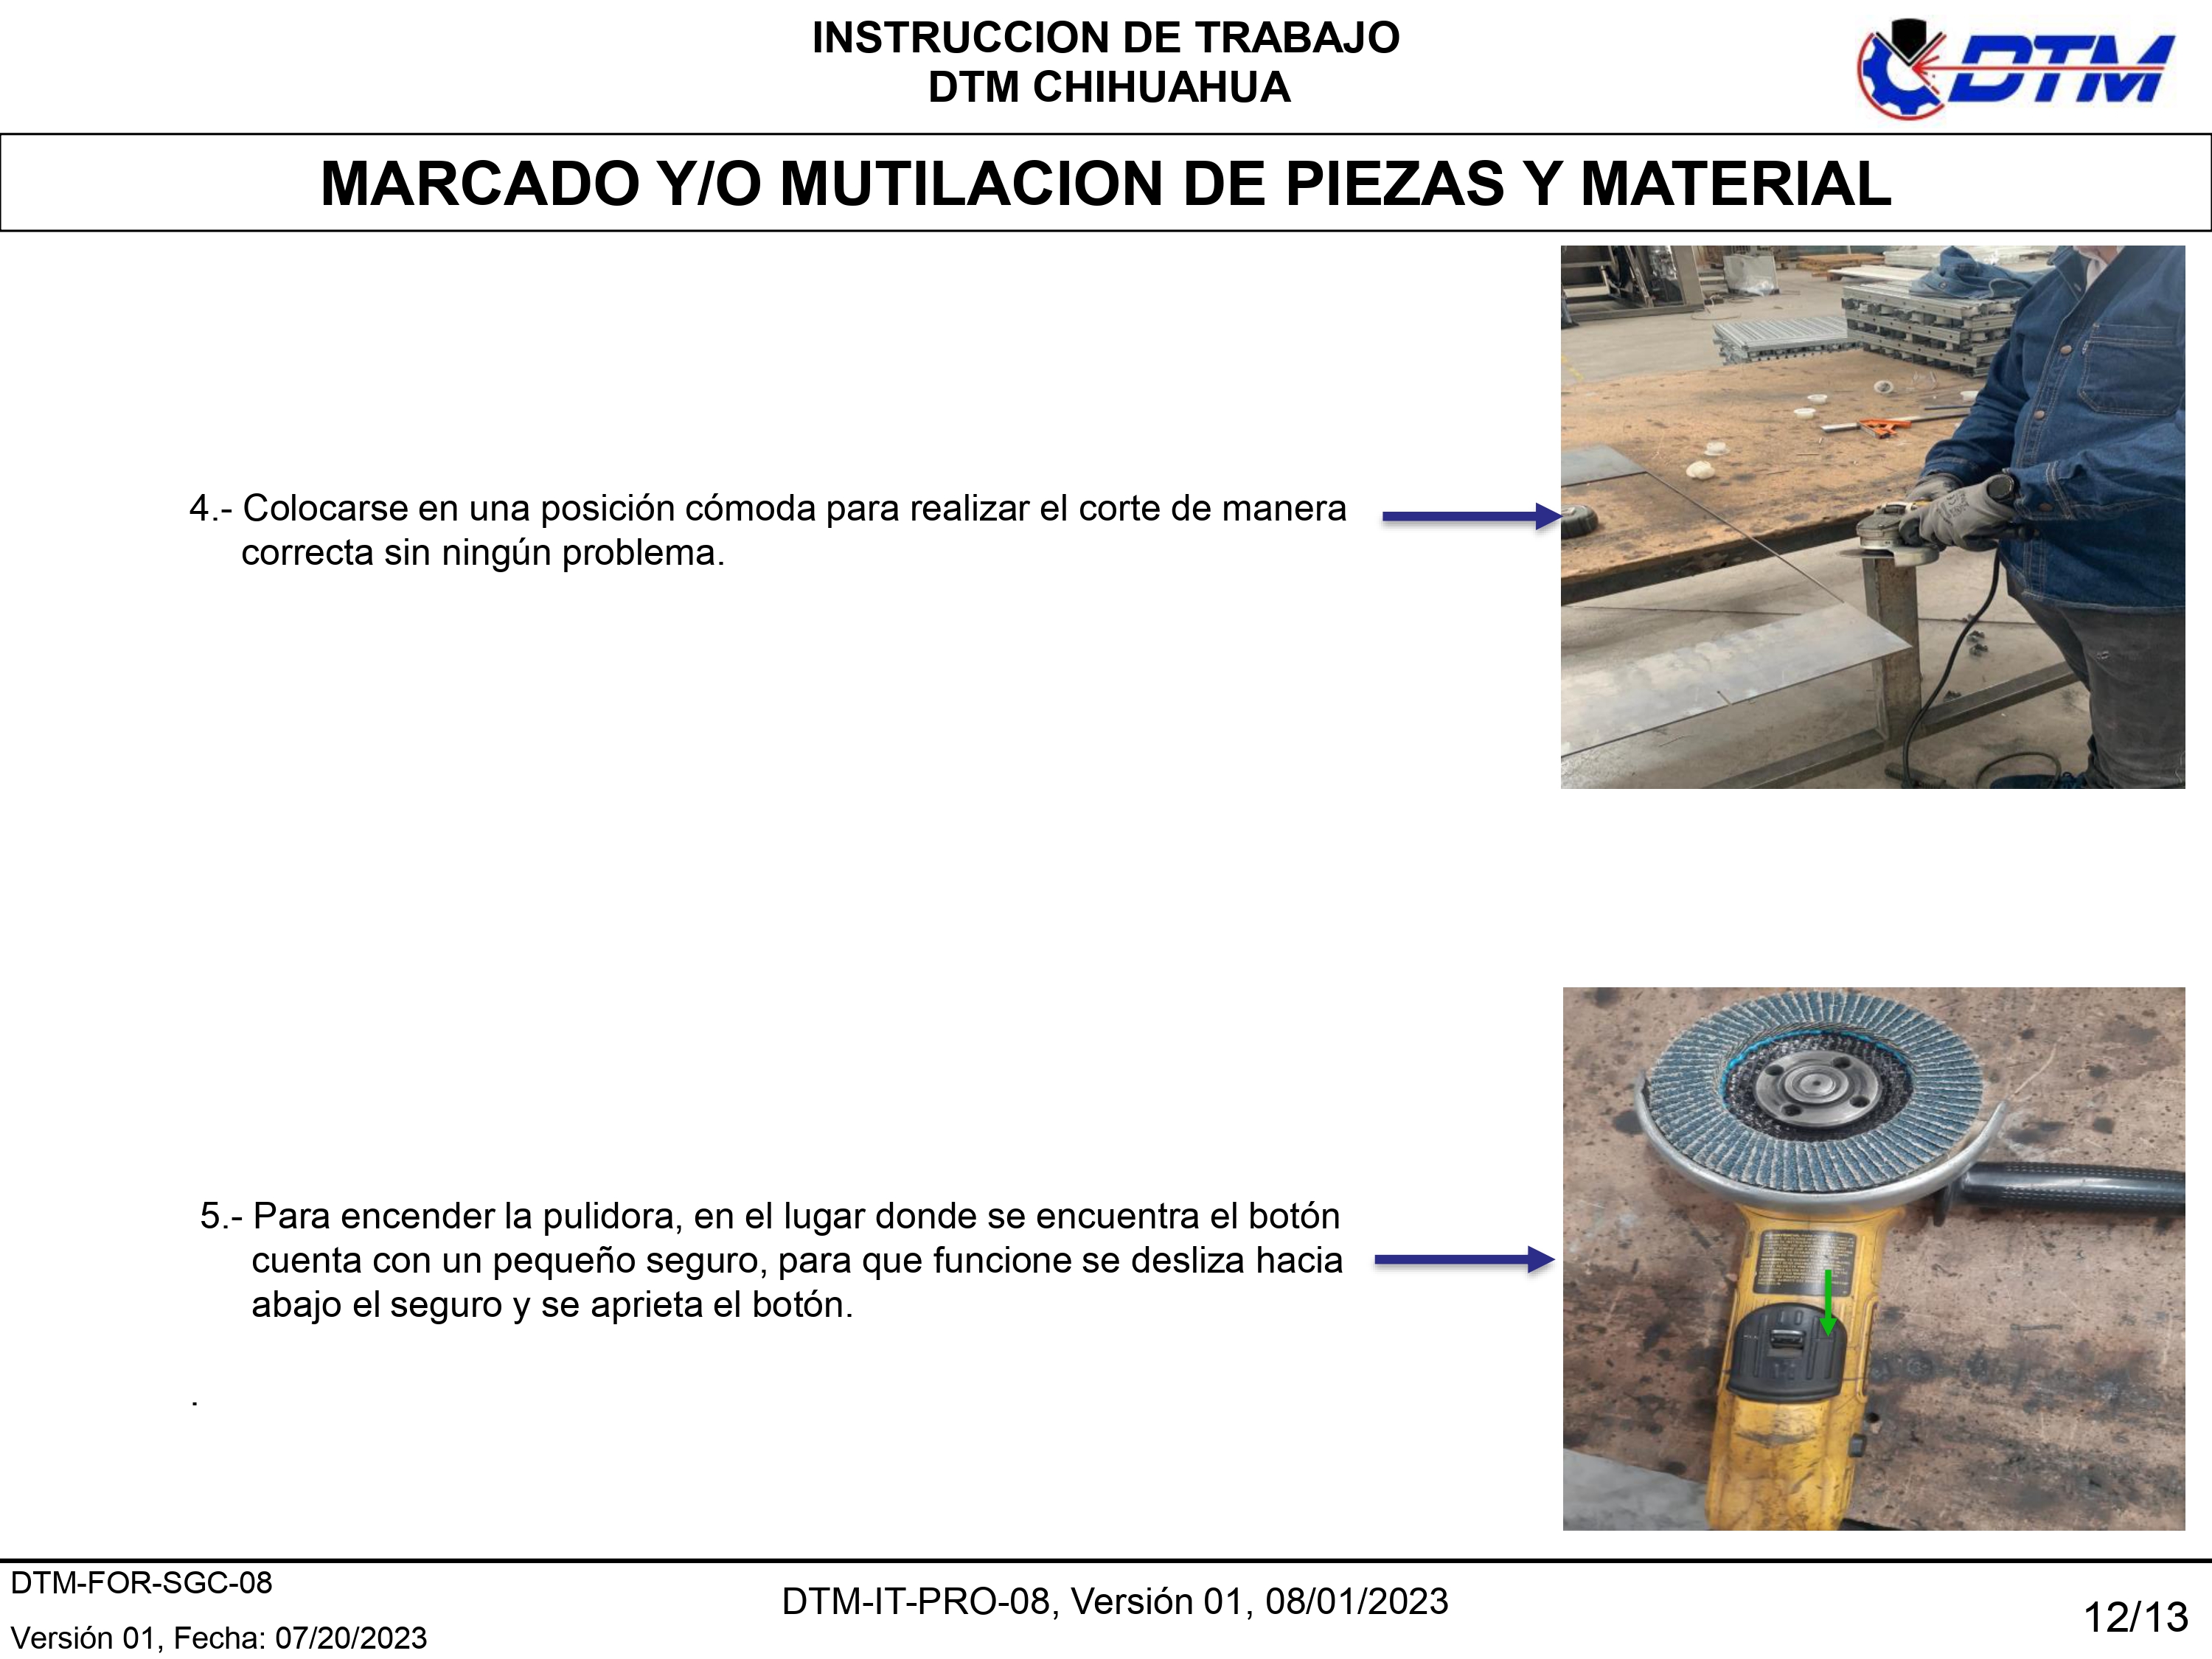 INSTRUCCION DE TRABAJO
DTM CHIHUAHUA
DTM
MARCADO Y/O MUTILACION DE PIEZAS Y MATERIAL
4.- Colocarse en una posición cómoda para realizar el corte de manera
correcta sin ningún problema.
5.- Para encender la pulidora, en el lugar donde se encuentra el botón
cuenta con un pequeño seguro, para que funcione se desliza hacia
abajo el seguro y se aprieta el botón.
.
DTM-FOR-SGC-08
Versión 01, Fecha: 07/20/2023
DTM-IT-PRO-08, Versión 01, 08/01/2023
12/13